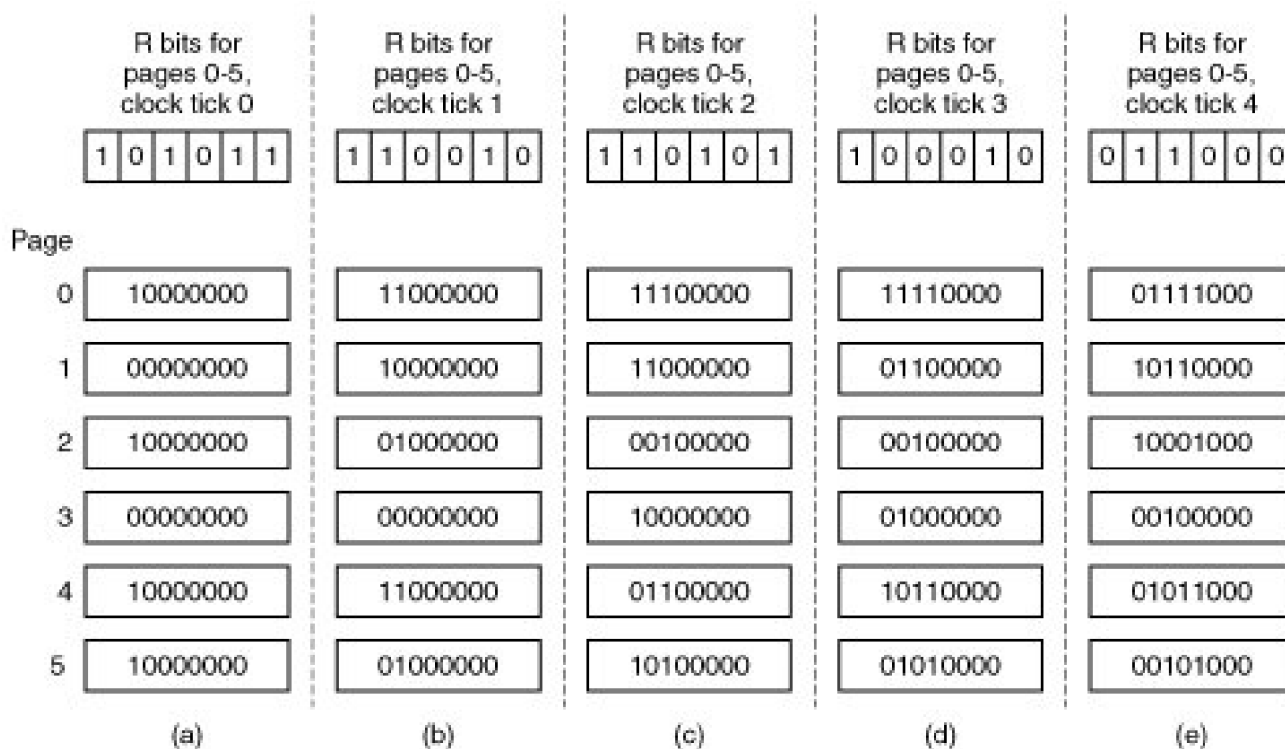 R bits for
pages 0-5,
clock tick 0
R bits for
pages 0-5,
clock tick 1
R bits for
pages 0-5,
clock tick 2
R bits for
pages 0-5,
clock tick 3
R bits for
pages 0-5,
clock tick 4
1 0 1 0 1 1
1 1 0 0 1 0
1 1 0 1 0 1
1 0 0 0 1 0
0 1 1 0 0 0
Page
0 10000000 11000000 11100000 11110000 01111000
1 00000000 10000000 11000000 01100000 10110000
2 10000000 01000000 00100000 00100000 10001000
3 00000000 00000000 10000000 01000000 00100000
4 10000000 11000000 01100000 10110000 01011000
5 10000000 01000000 10100000 01010000 00101000
(a) (b) (c) (d) (e)